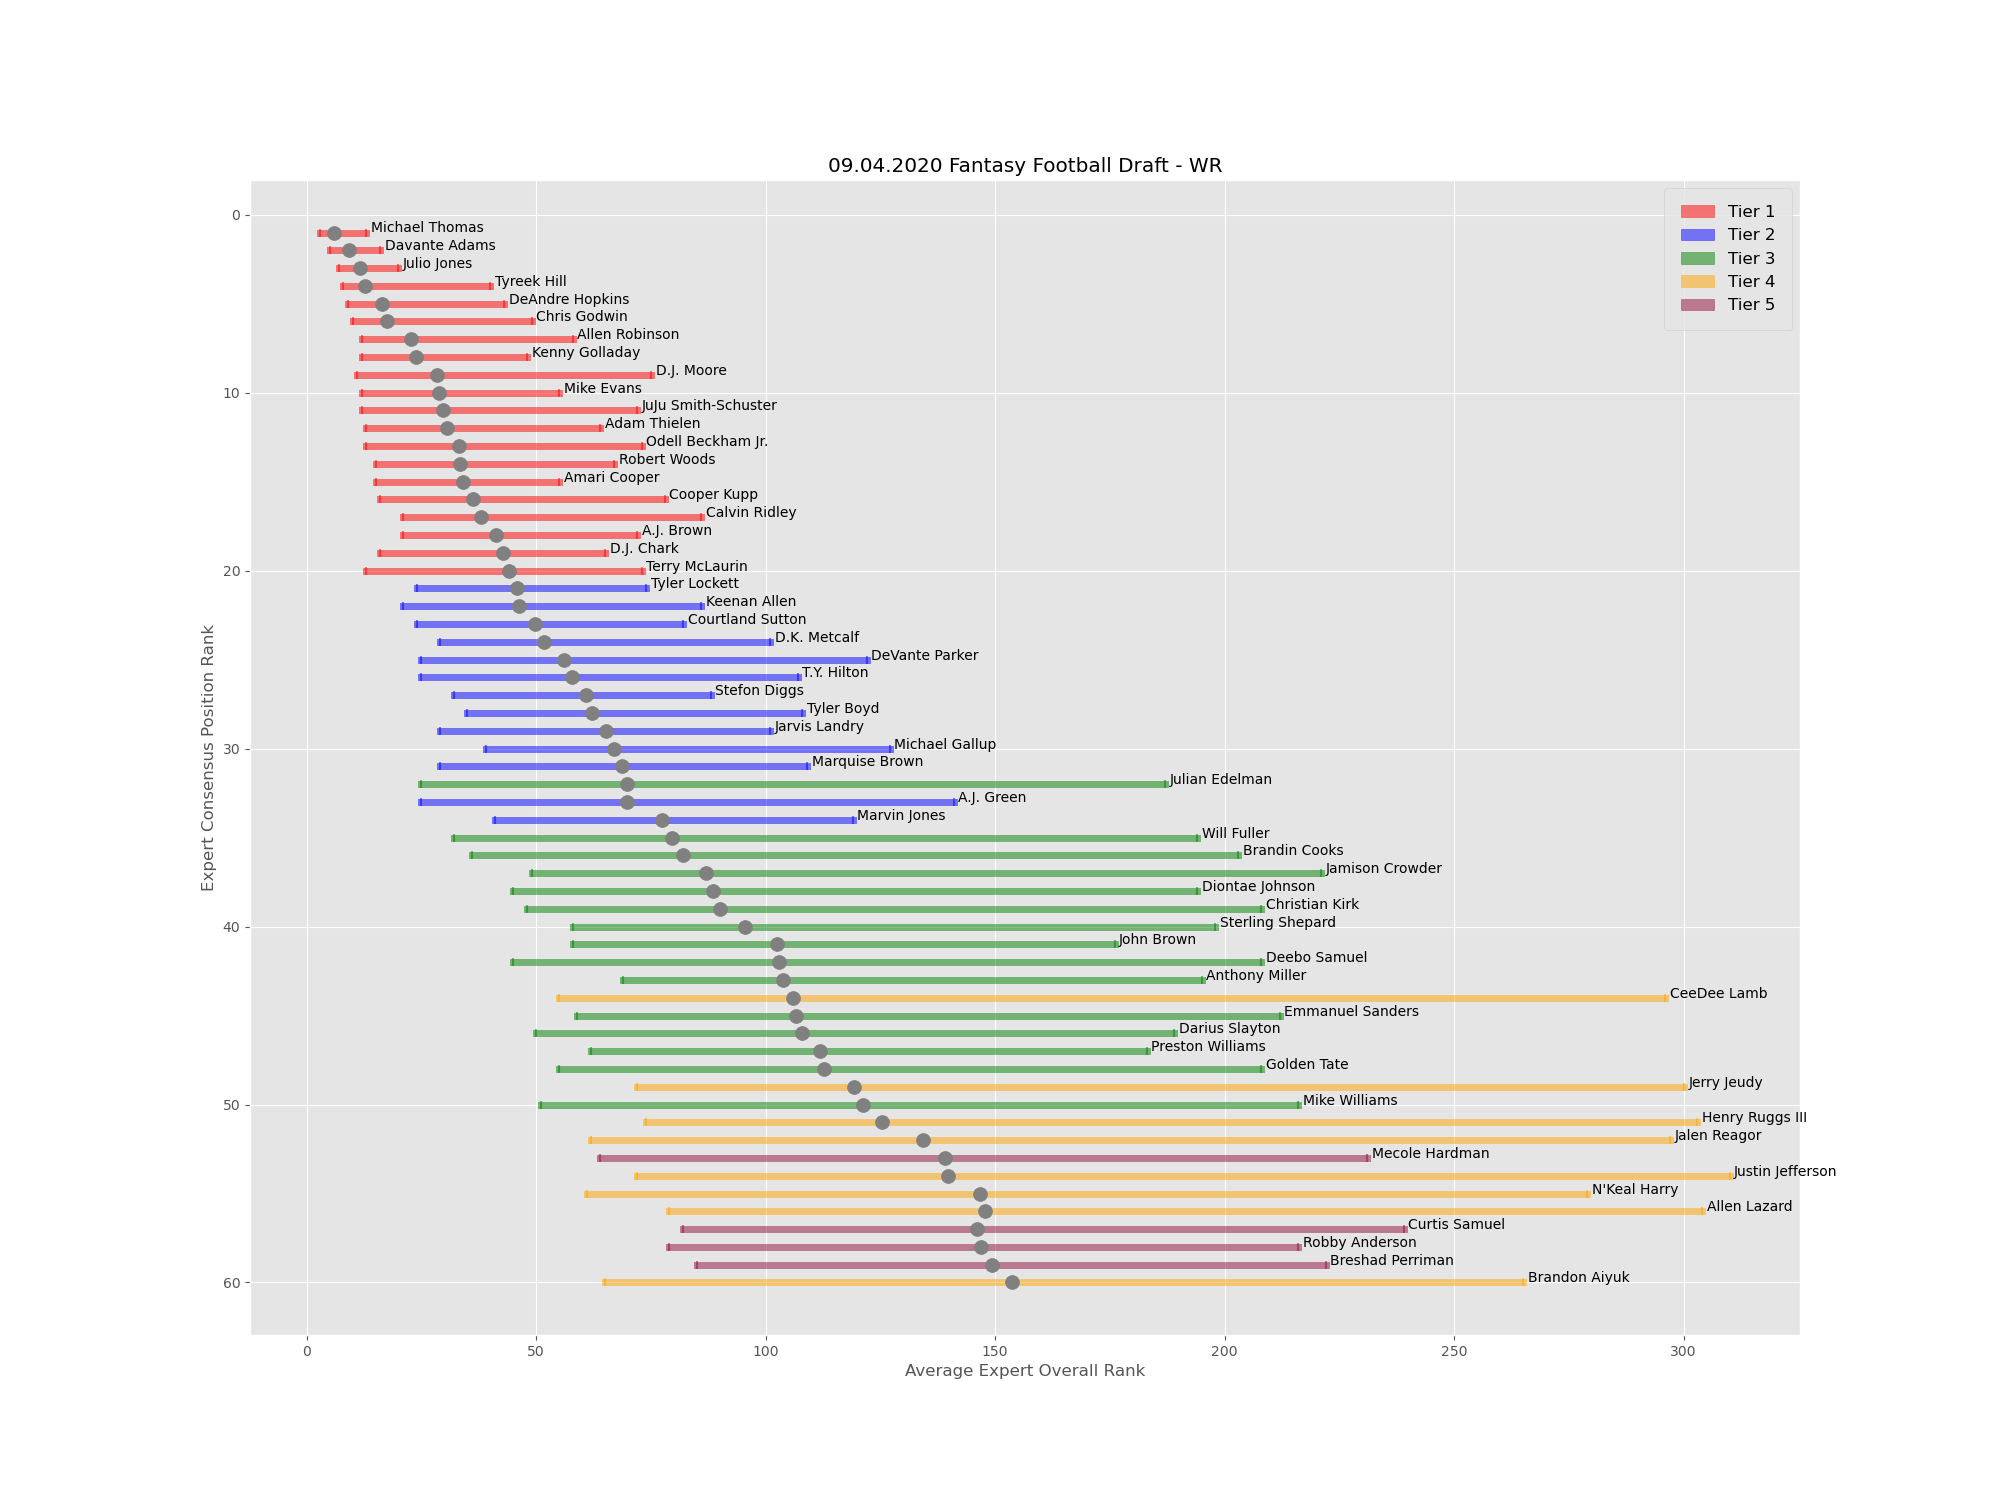 09.04.2020 Fantasy Football Draft - WR
Tier 1
Tier 2
Tier 3
Tier 4
Tier 5
Expert Consensus Position Rank
0
10
20
30
40
50
60
Michael Thomas
Davante Adams
Julio Jones
Tyreek Hill
DeAndre Hopkins
Chris Godwin
Allen Robinson
Kenny Golladay
D.J. Moore
Mike Evans
JuJu Smith-Schuster
Adam Thielen
Odell Beckham Jr.
Robert Woods
Amari Cooper
Cooper Kupp
Calvin Ridley
A.J. Brown
D.J. Chark
Terry McLaurin
Tyler Lockett
Keenan Allen
Courtland Sutton
D.K. Metcalf
DeVante Parker
T.Y. Hilton
Stefon Diggs
Tyler Boyd
Jarvis Landry
Michael Gallup
Marquise Brown
Julian Edelman
A.J. Green
Marvin Jones
Will Fuller
Brandin Cooks
Jamison Crowder
Diontae Johnson
Christian Kirk
Sterling Shepard
John Brown
Deebo Samuel
Anthony Miller
CeeDee Lamb
Emmanuel Sanders
Darius Slayton
Preston Williams
Golden Tate
Jerry Jeudy
Mike Williams
Henry Ruggs III
Jalen Reagor
Mecole Hardman
Justin Jefferson
N'Keal Harry
Allen Lazard
Curtis Samuel
Robby Anderson
Breshad Perriman
Brandon Aiyuk
0
50
100
150
200
250
300
Average Expert Overall Rank